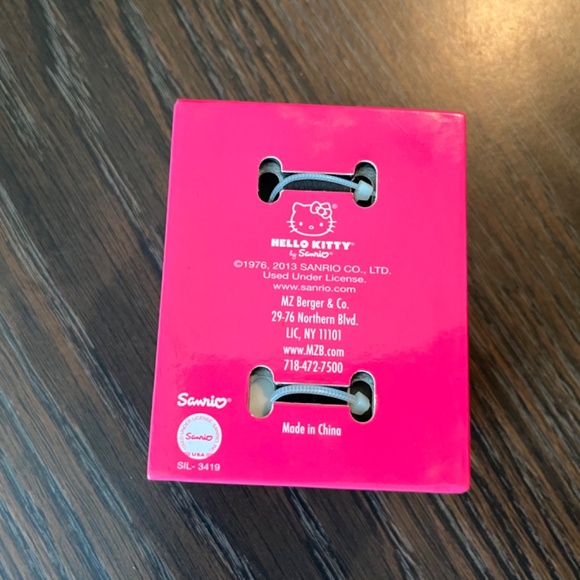 HELLO KITTY®
by Sanrio®
©1976, 2013 SANRIO CO., LTD.
Used Under License.
www.sanrio.com
MZ Berger & Co.
29-76 Northern Blvd.
LIC, NY 11101
www.MZB.com
718-472-7500
Sanrio®
Made in China
Sanrio
USA
SIL- 3419